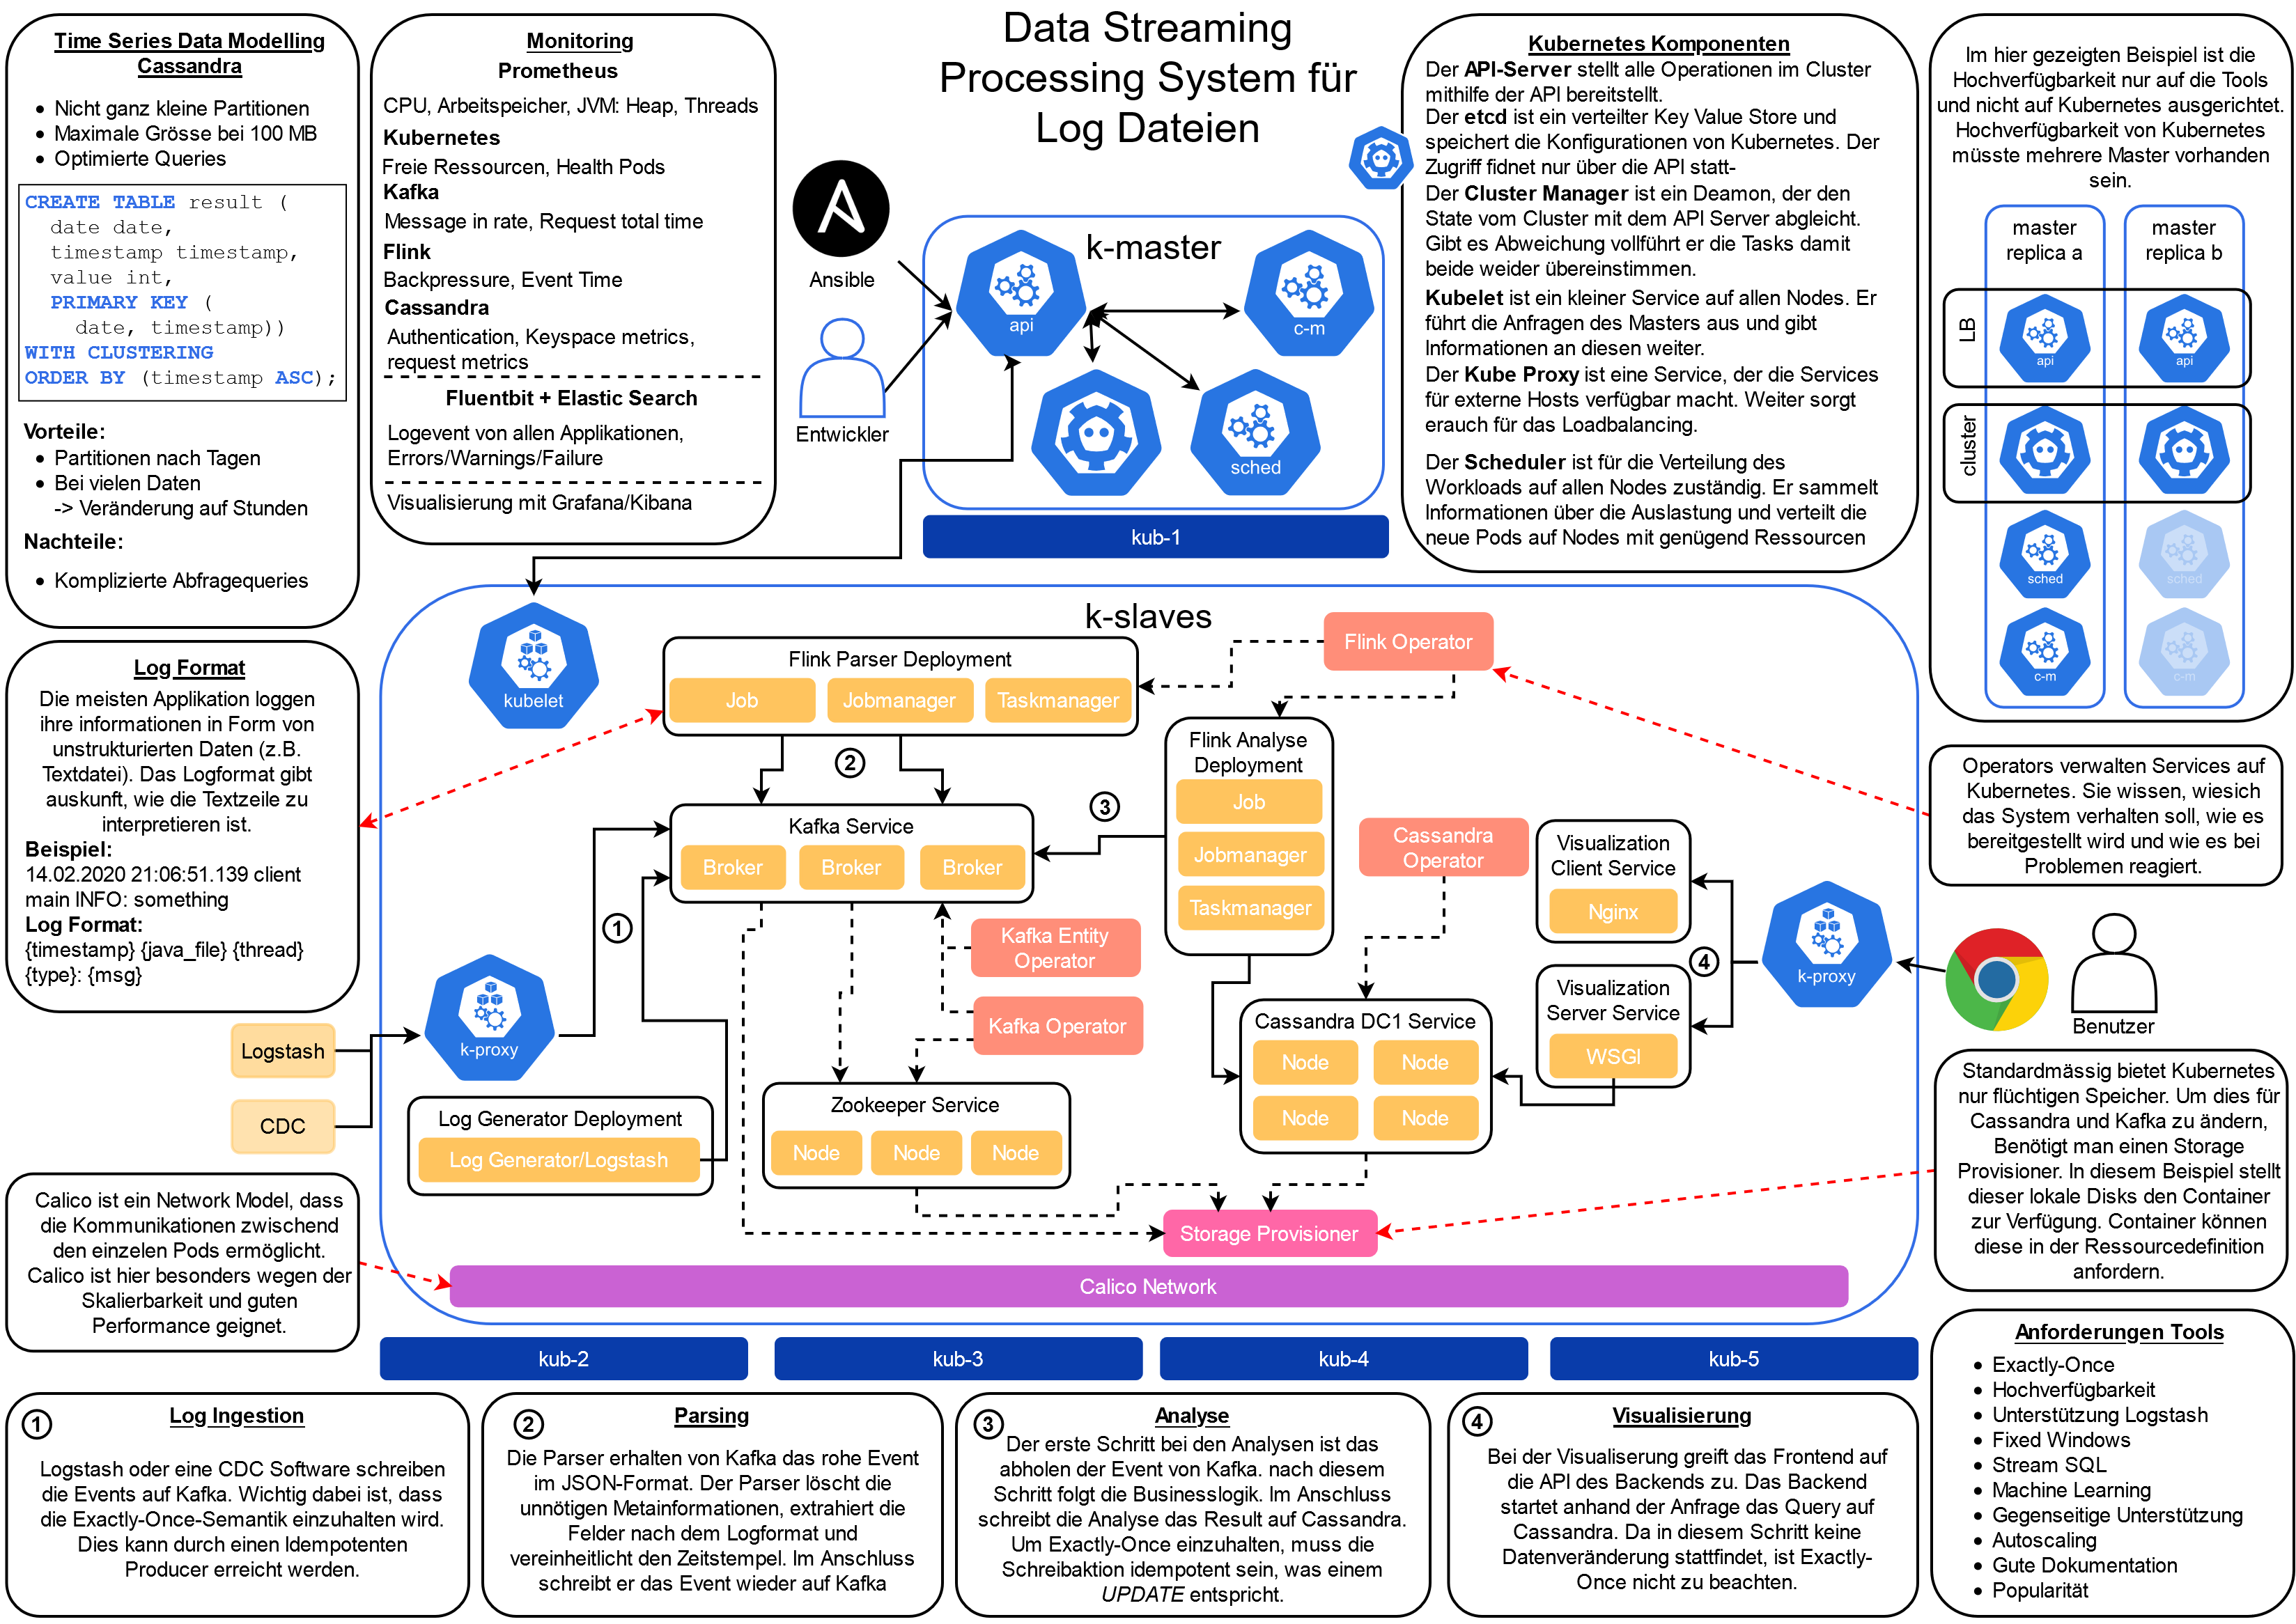 Data Streaming
Processing System für
Log Dateien
Time Series Data Modelling
Cassandra
Nicht ganz kleine Partitionen
Maximale Grösse bei 100 MB
Optimierte Queries
CREATE TABLE result (
date date,
timestamp timestamp,
value int,
PRIMARY KEY (
date, timestamp))
WITH CLUSTERING
ORDER BY (timestamp ASC);
Vorteile:
Partitionen nach Tagen
Bei vielen Daten
-> Veränderung auf Stunden
Nachteile:
Komplizierte Abfragequeries
Monitoring
Prometheus
CPU, Arbeitspeicher, JVM: Heap, Threads
Kubernetes
Freie Ressourcen, Health Pods
Kafka
Message in rate, Request total time
Flink
Backpressure, Event Time
Cassandra
Authentication, Keyspace metrics,
request metrics
Fluentbit + Elastic Search
Logevent von allen Applikationen,
Errors/Warnings/Failure
Visualisierung mit Grafana/Kibana
Ansible
Entwickler
k-master
api
c-m
sched
kub-1
Kubernetes Komponenten
Der API-Server stellt alle Operationen im Cluster
mithilfe der API bereitstellt.
Der etcd ist ein verteilter Key Value Store und
speichert die Konfigurationen von Kubernetes. Der
Zugriff fidnet nur über die API statt-
Der Cluster Manager ist ein Deamon, der den
State vom Cluster mit dem API Server abgleicht.
Gibt es Abweichung vollführt er die Tasks damit
beide weider übereinstimmen.
Kubelet ist ein kleiner Service auf allen Nodes. Er
führt die Anfragen des Masters aus und gibt
Informationen an diesen weiter.
Der Kube Proxy ist eine Service, der die Services
für externe Hosts verfügbar macht. Weiter sorgt
erauch für das Loadbalancing.
Der Scheduler ist für die Verteilung des
Workloads auf allen Nodes zuständig. Er sammelt
Informationen über die Auslastung und verteilt die
neue Pods auf Nodes mit genügend Ressourcen
Im hier gezeigten Beispiel ist die
Hochverfügbarkeit nur auf die Tools
und nicht auf Kubernetes ausgerichtet.
Hochverfügbarkeit von Kubernetes
müsste mehrere Master vorhanden
sein.
master
replica a
master
replica b
LB
api
api
cluster
sched
sched
c-m
c-m
Log Format
Die meisten Applikation loggen
ihre informationen in Form von
unstrukturierten Daten (z.B.
Textdatei). Das Logformat gibt
auskunft, wie die Textzeile zu
interpretieren ist.
Beispiel:
14.02.2020 21:06:51.139 client
main INFO: something
Log Format:
{timestamp} {java_file} {thread}
{type}: {msg}
Logstash
CDC
Calico ist ein Network Model, dass
die Kommunikationen zwischend
den einzelen Pods ermöglicht.
Calico ist hier besonders wegen der
Skalierbarkeit und guten
Performance geignet.
k-slaves
kubelet
Flink Parser Deployment
Job
Jobmanager
Taskmanager
Flink Operator
2
Flink Analyse
Deployment
Job
Jobmanager
Taskmanager
3
Kafka Service
Broker
Broker
Broker
1
Kafka Entity
Operator
Kafka Operator
Cassandra
Operator
Visualization
Client Service
Nginx
4
Visualization
Server Service
WSGI
k-proxy
k-proxy
Log Generator Deployment
Log Generator/Logstash
Zookeeper Service
Node
Node
Node
Cassandra DC1 Service
Node
Node
Node
Node
Storage Provisioner
Calico Network
kub-2
kub-3
kub-4
kub-5
Operators verwalten Services auf
Kubernetes. Sie wissen, wiesich
das System verhalten soll, wie es
bereitgestellt wird und wie es bei
Problemen reagiert.
Benutzer
Standardmässig bietet Kubernetes
nur flüchtigen Speicher. Um dies für
Cassandra und Kafka zu ändern,
Benötigt man einen Storage
Provisioner. In diesem Beispiel stellt
dieser lokale Disks den Container
zur Verfügung. Container können
diese in der Ressourcedefinition
anfordern.
1
Log Ingestion
Logstash oder eine CDC Software schreiben
die Events auf Kafka. Wichtig dabei ist, dass
die Exactly-Once-Semantik einzuhalten wird.
Dies kann durch einen Idempotenten
Producer erreicht werden.
2
Parsing
Die Parser erhalten von Kafka das rohe Event
im JSON-Format. Der Parser löscht die
unnötigen Metainformationen, extrahiert die
Felder nach dem Logformat und
vereinheitlicht den Zeitstempel. Im Anschluss
schreibt er das Event wieder auf Kafka
3
Analyse
Der erste Schritt bei den Analysen ist das
abholen der Event von Kafka. nach diesem
Schritt folgt die Businesslogik. Im Anschluss
schreibt die Analyse das Result auf Cassandra.
Um Exactly-Once einzuhalten, muss die
Schreibaktion idempotent sein, was einem
UPDATE entspricht.
4
Visualisierung
Bei der Visualiserung greift das Frontend auf
die API des Backends zu. Das Backend
startet anhand der Anfrage das Query auf
Cassandra. Da in diesem Schritt keine
Datenveränderung stattfindet, ist Exactly-
Once nicht zu beachten.
Anforderungen Tools
Exactly-Once
Hochverfügbarkeit
Unterstützung Logstash
Fixed Windows
Stream SQL
Machine Learning
Gegenseitige Unterstützung
Autoscaling
Gute Dokumentation
Popularität